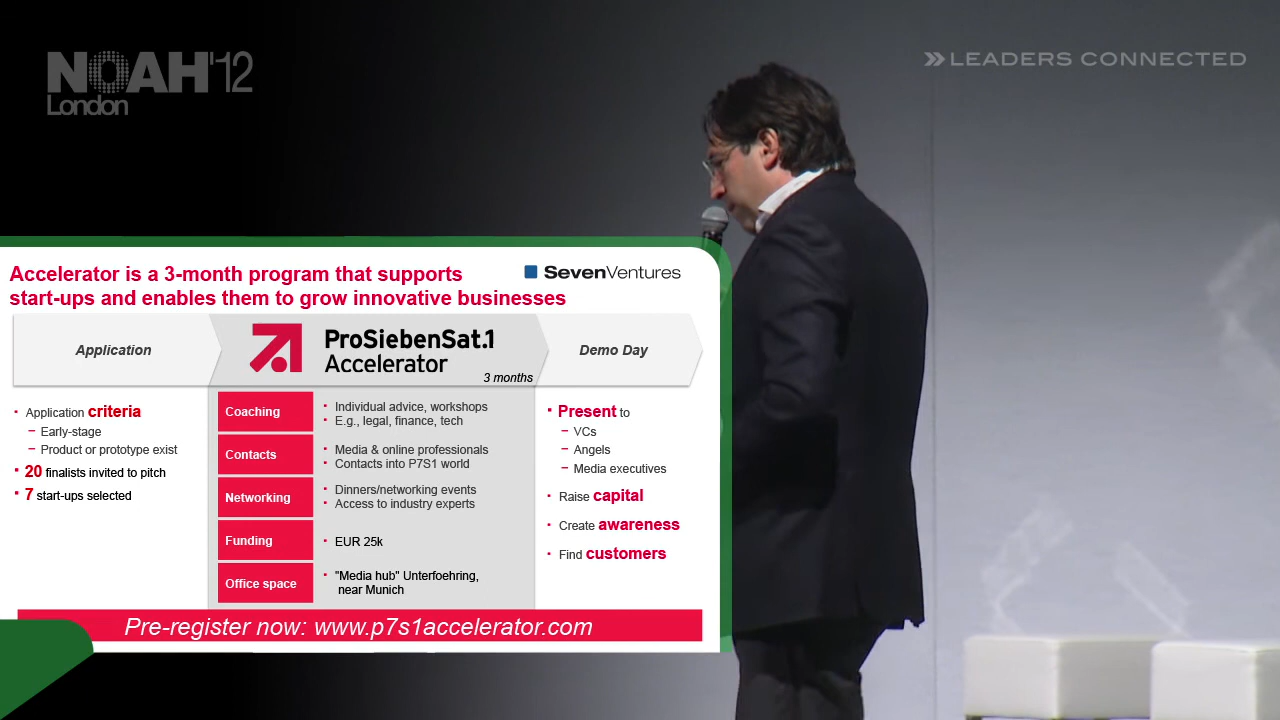 NOAH'12
London
LEADERS CONNECTED
Accelerator is a 3-month program that supports
start-ups and enables them to grow innovative businesses
SevenVentures
Application
ProSiebenSat.1
Accelerator
3 months
Demo Day
• Application criteria
– Early-stage
– Product or prototype exist
• 20 finalists invited to pitch
• 7 start-ups selected
Coaching
• Individual advice, workshops
• E.g., legal, finance, tech
Contacts
• Media & online professionals
• Contacts into P7S1 world
Networking
• Dinners/networking events
• Access to industry experts
Funding
• EUR 25k
Office space
• "Media hub" Unterfoehring,
near Munich
• Present to
– VCs
– Angels
– Media executives
• Raise capital
• Create awareness
• Find customers
Pre-register now: www.p7s1accelerator.com